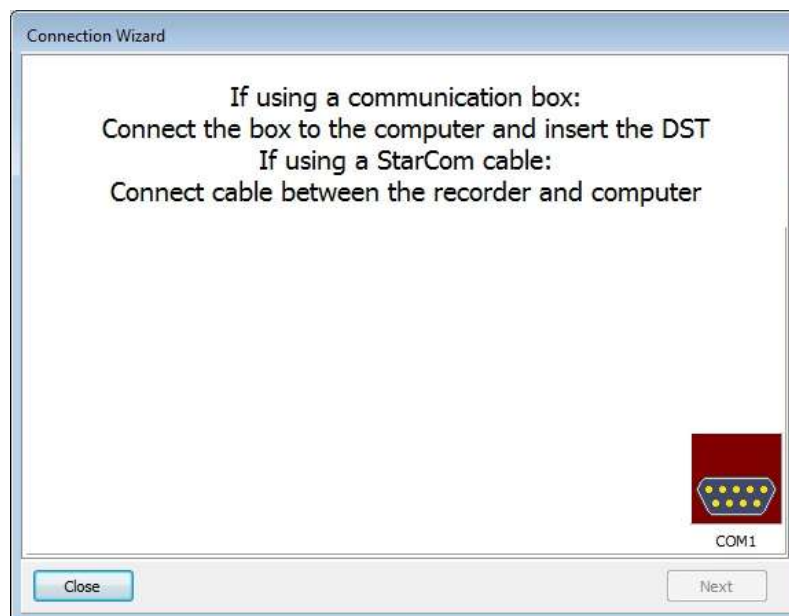 Connection Wizard
If using a communication box:
Connect the box to the computer and insert the DST
If using a StarCom cable:
Connect cable between the recorder and computer
COM1
Close
Next